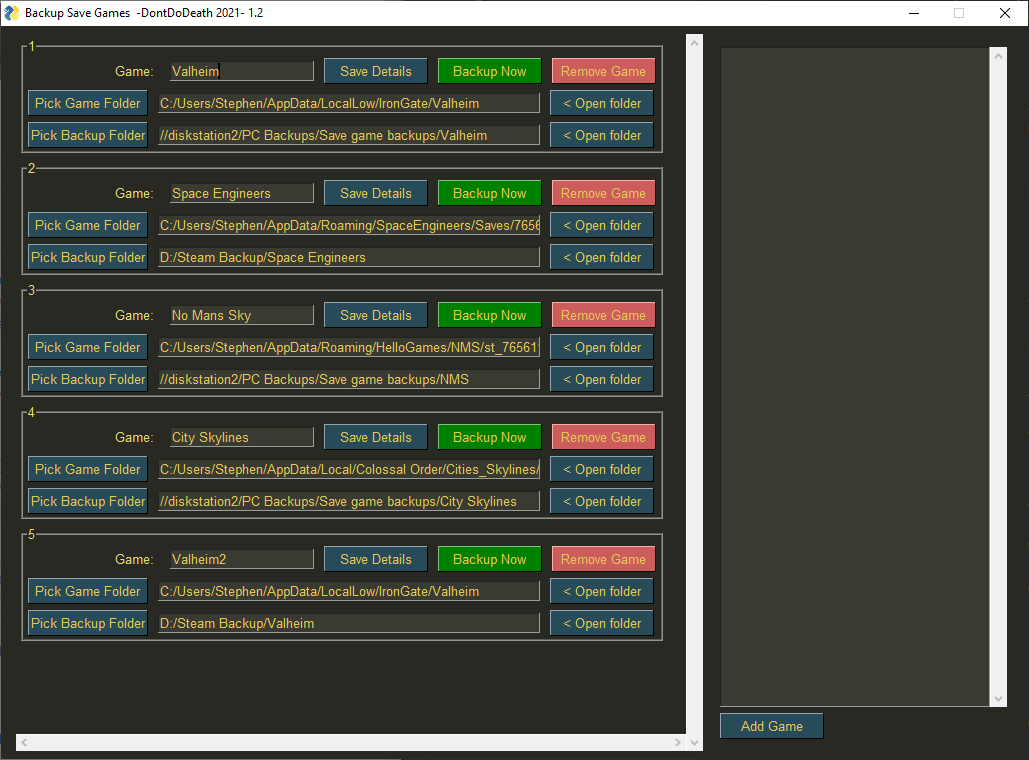 Backup Save Games -DontDoDeath 2021- 1.2
1
Game: Valheim Save Details Backup Now Remove Game
Pick Game Folder C:/Users/Stephen/AppData/LocalLow/IronGate/Valheim < Open folder
Pick Backup Folder //diskstation2/PC Backups/Save game backups/Valheim < Open folder
2
Game: Space Engineers Save Details Backup Now Remove Game
Pick Game Folder C:/Users/Stephen/AppData/Roaming/SpaceEngineers/Saves/7656 < Open folder
Pick Backup Folder D:/Steam Backup/Space Engineers < Open folder
3
Game: No Mans Sky Save Details Backup Now Remove Game
Pick Game Folder C:/Users/Stephen/AppData/Roaming/HelloGames/NMS/st_76561 < Open folder
Pick Backup Folder //diskstation2/PC Backups/Save game backups/NMS < Open folder
4
Game: City Skylines Save Details Backup Now Remove Game
Pick Game Folder C:/Users/Stephen/AppData/Local/Colossal Order/Cities_Skylines/ < Open folder
Pick Backup Folder //diskstation2/PC Backups/Save game backups/City Skylines < Open folder
5
Game: Valheim2 Save Details Backup Now Remove Game
Pick Game Folder C:/Users/Stephen/AppData/LocalLow/IronGate/Valheim < Open folder
Pick Backup Folder D:/Steam Backup/Valheim < Open folder
Add Game